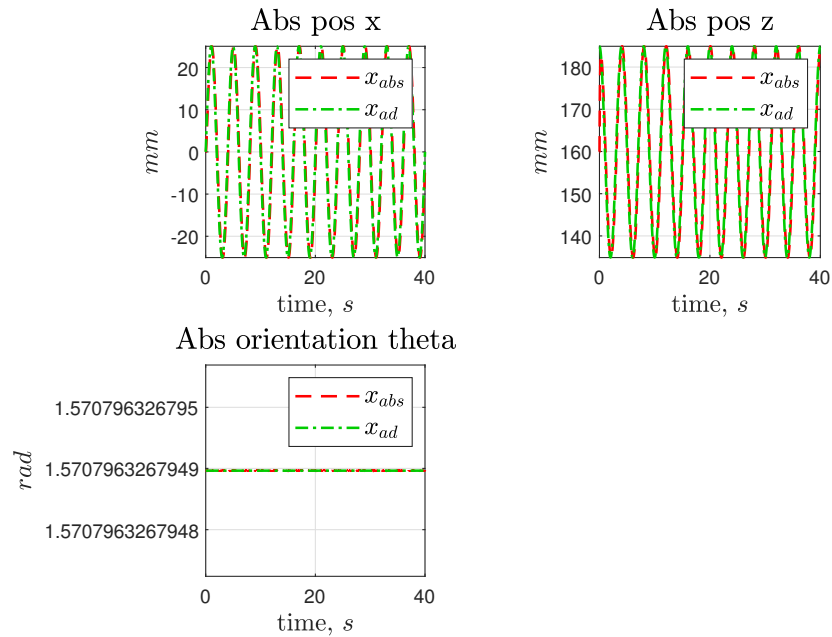 Abs pos x
20
10
0
-10
-20
mm
x_abs
x_ad
0
20
40
time, s
Abs pos z
180
170
160
150
140
mm
x_abs
x_ad
0
20
40
time, s
Abs orientation theta
1.570796326795
1.5707963267949
1.5707963267948
rad
x_abs
x_ad
0
20
40
time, s